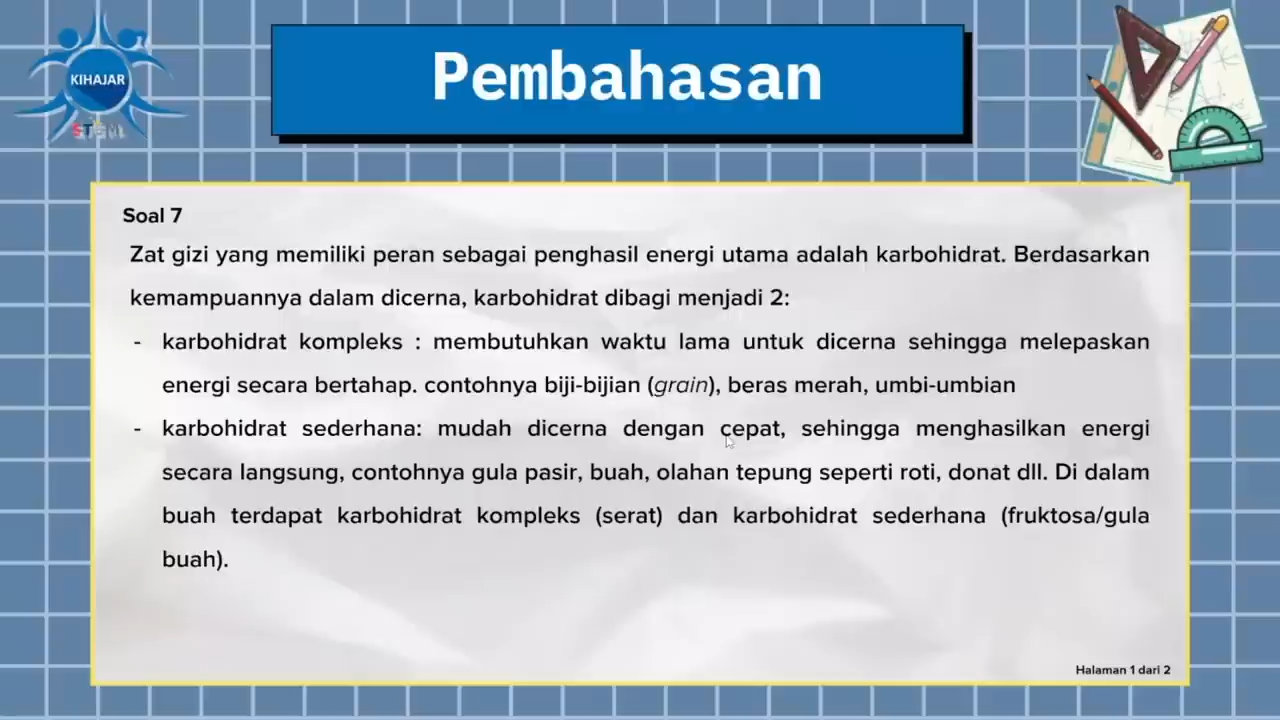 KIHAJAR
STEM
Pembahasan
Soal 7
Zat gizi yang memiliki peran sebagai penghasil energi utama adalah karbohidrat. Berdasarkan
kemampuannya dalam dicerna, karbohidrat dibagi menjadi 2:
- karbohidrat kompleks : membutuhkan waktu lama untuk dicerna sehingga melepaskan
energi secara bertahap. contohnya biji-bijian (grain), beras merah, umbi-umbian
- karbohidrat sederhana: mudah dicerna dengan cepat, sehingga menghasilkan energi
secara langsung, contohnya gula pasir, buah, olahan tepung seperti roti, donat dll. Di dalam
buah terdapat karbohidrat kompleks (serat) dan karbohidrat sederhana (fruktosa/gula
buah).
Halaman 1 dari 2